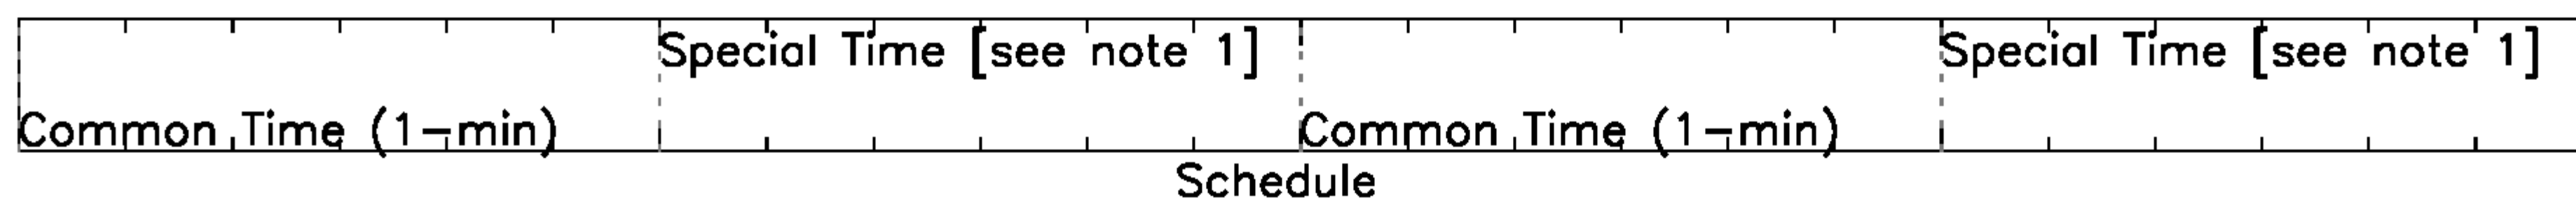 Special Time [see note 1] Special Time [see note 1]
Common Time (1-min) Common Time (1-min)
Schedule